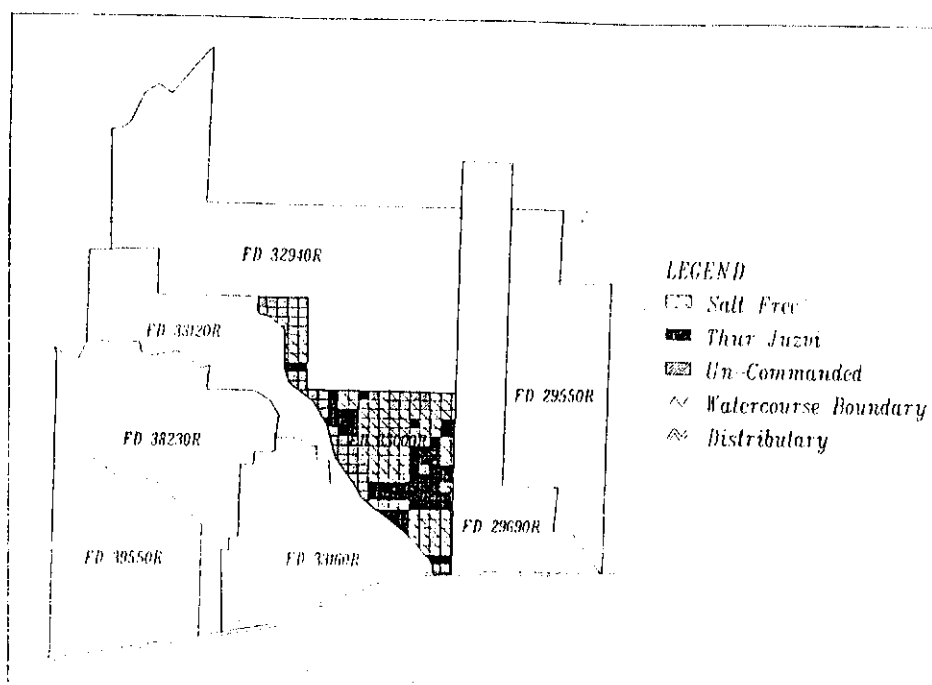 FD 32940R
LEGEND
Salt Free
FD 33120R
Thur Juzvi
Un-Commanded
FD 29550R
Watercourse Boundary
FD 38230R
Distributary
FD 29690R
FD 39550R
FD 33160R